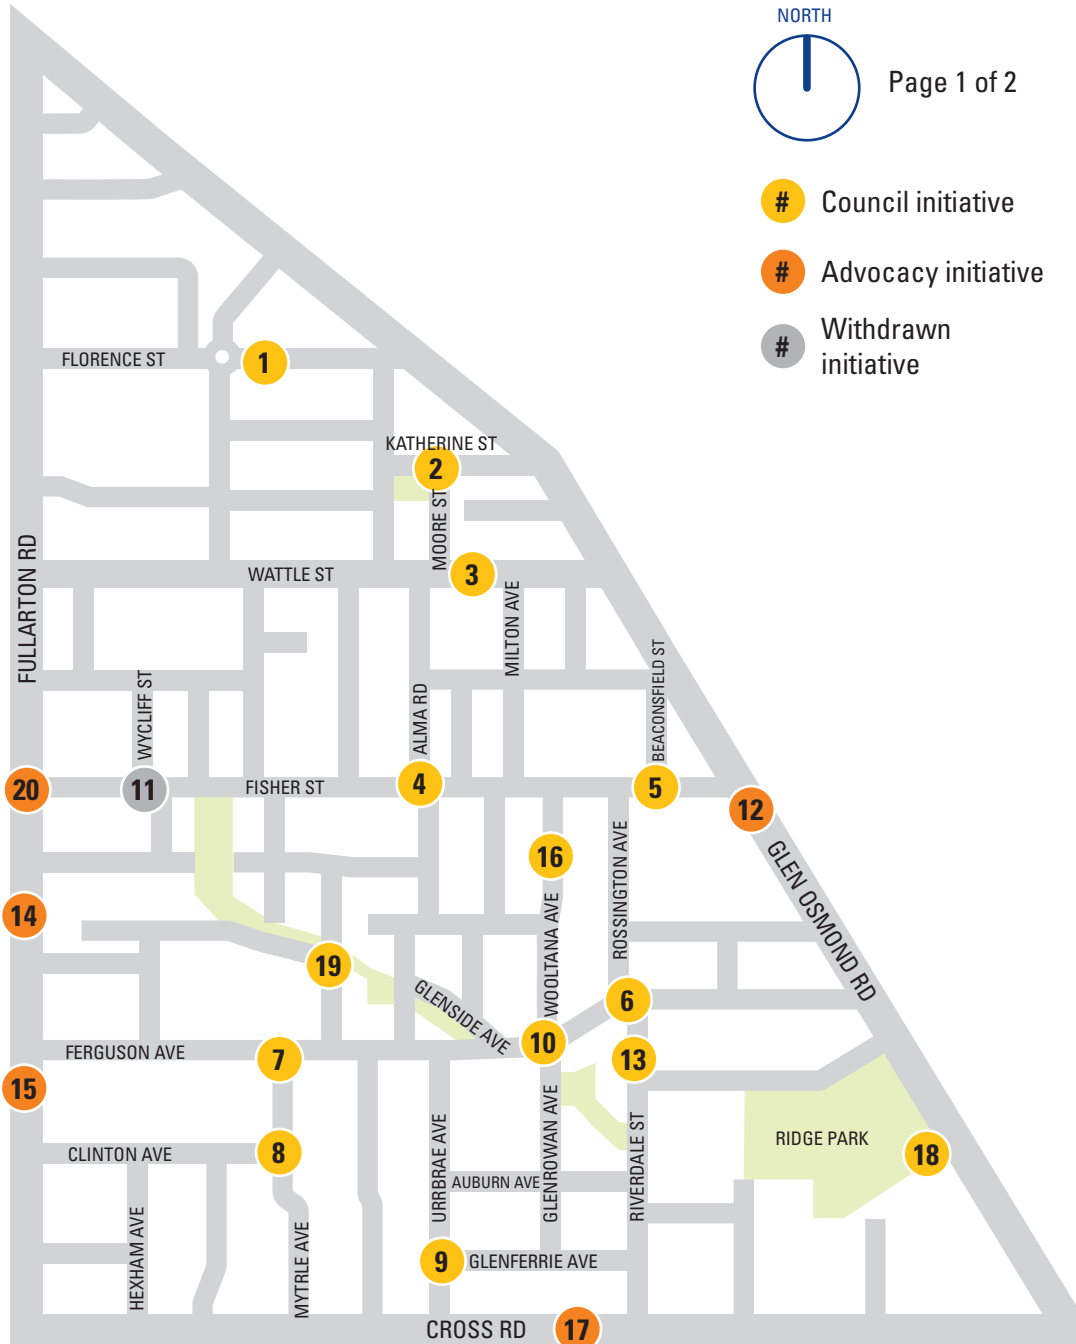 NORTH
Page 1 of 2
# Council initiative
# Advocacy initiative
# Withdrawn
initiative
FLORENCE ST
1
KATHERINE ST
2
MOORE ST
FULLARTON RD
WATTLE ST
3
MILTON AVE
WYCLIFF ST
ALMA RD
BEACONSFIELD ST
20
11
FISHER ST
4
5
12
GLEN OSMOND RD
16
ROSSINGTON AVE
14
WOOLTANA AVE
19
GLENSIDE AVE
6
FERGUSON AVE
7
10
13
15
CLINTON AVE
8
URRBRAE AVE
GLENROWAN AVE
RIVERDALE ST
RIDGE PARK
18
AUBURN AVE
HEXHAM AVE
MYTRLE AVE
9
GLENFERRIE AVE
CROSS RD
17